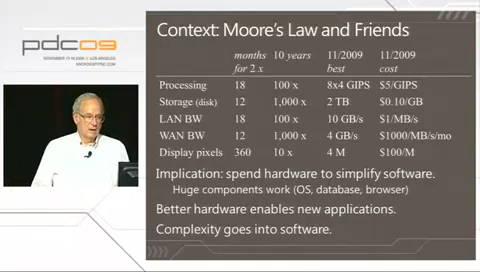 pdc09
NOVEMBER 17-19 2009 LOS ANGELES
MICROSOFTPDC.COM
Context: Moore's Law and Friends
months for 2 x 10 years 11/2009 best 11/2009 cost
Processing 18 100 x 8x4 GIPS $5/GIPS
Storage (disk) 12 1,000 x 2 TB $0.10/GB
LAN BW 18 100 x 10 GB/s $1/MB/s
WAN BW 12 1,000 x 4 GB/s $1000/MB/s/mo
Display pixels 360 10 x 4 M $100/M
Implication: spend hardware to simplify software.
Huge components work (OS, database, browser)
Better hardware enables new applications.
Complexity goes into software.